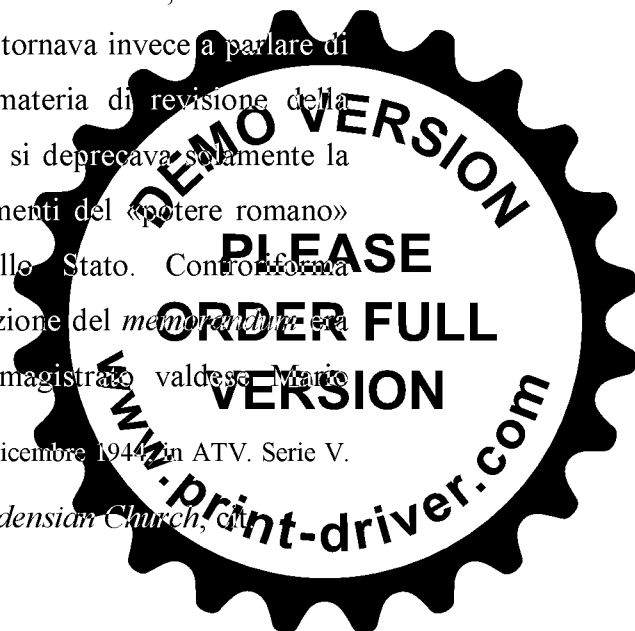 tornava invece a parlare di
materia di revisione della
si deprecava solamente la
menti del «potere romano»
llo Stato. Controriforma
zione del memorandum era
magistrato valdese Mario
icembre 1944, in ATV. Serie V.
densian Church, cit.
DEMO VERSION
PLEASE
ORDER FULL
VERSION
www.print-driver.com